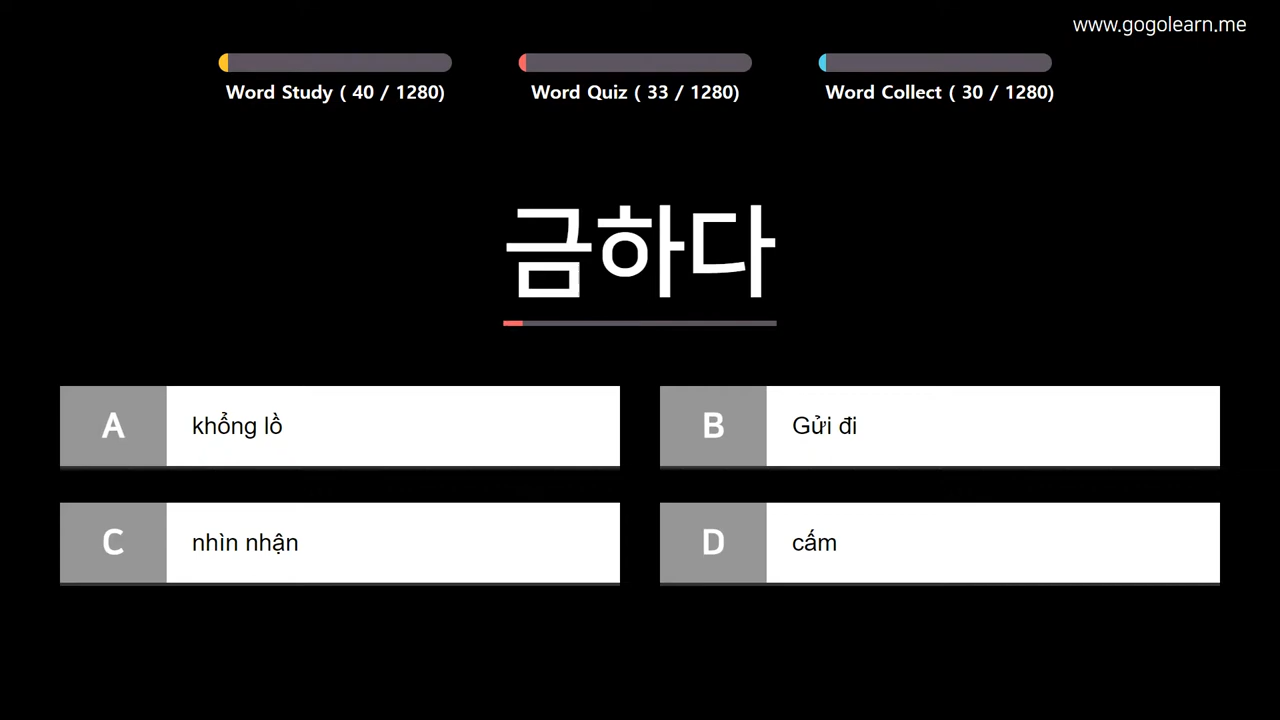 www.gogolearn.me
Word Study ( 40 / 1280)
Word Quiz ( 33 / 1280)
Word Collect ( 30 / 1280)
금하다
A khổng lồ
B Gửi đi
C nhìn nhận
D cấm